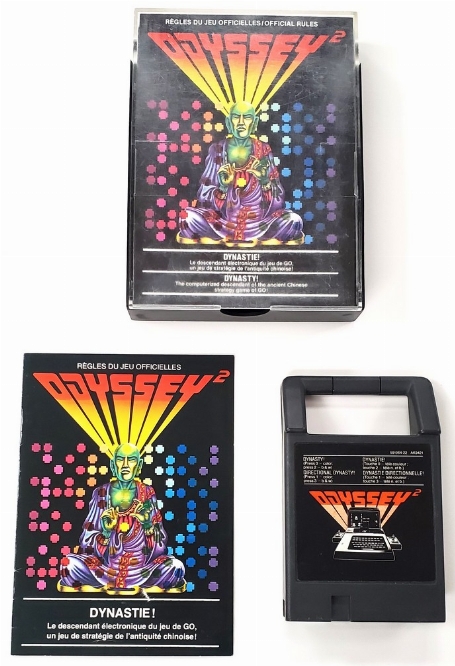 RÈGLES DU JEU OFFICIELLES/OFFICIAL RULES
ODYSSEY²
DYNASTIE!
Le descendant électronique du jeu de GO,
un jeu de stratégie de l'antiquité chinoise!
DYNASTY!
The computerized descendant of the ancient Chinese
strategy game of GO!
RÈGLES DU JEU OFFICIELLES
ODYSSEY²
DYNASTIE!
Le descendant électronique du jeu de GO,
un jeu de stratégie de l'antiquité chinoise!
DYNASTY! DYNASTIE!
DIRECTIONAL DYNASTY! DYNASTIE DIRECTIONNELLE!
ODYSSEY²